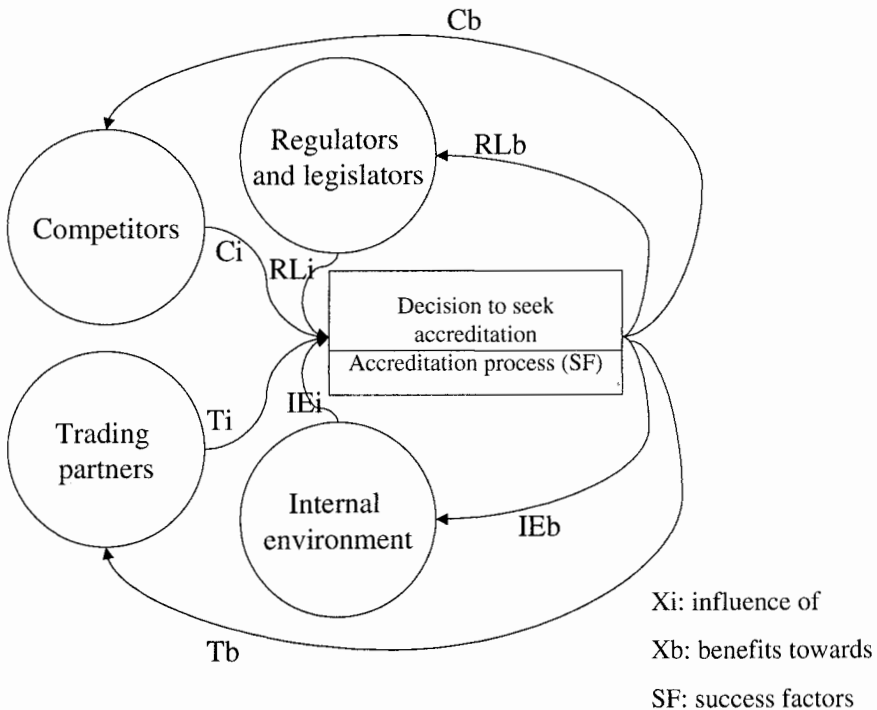 Cb
Regulators
and legislators
RLb
Competitors
Ci
RLi
Decision to seek
accreditation
Accreditation process (SF)
Trading
partners
Ti
IEi
Internal
environment
IEb
Tb
Xi: influence of
Xb: benefits towards
SF: success factors